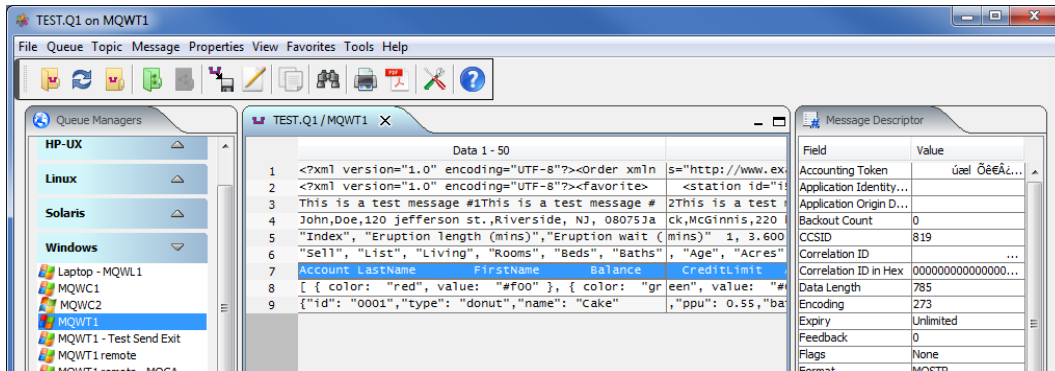 TEST.Q1 on MQWT1
File Queue Topic Message Properties View Favorites Tools Help
PDF
Queue Managers
HP-UX
Linux
Solaris
Windows
Laptop - MQWL1
MQWC1
MQWC2
MQWT1
MQWT1 - Test Send Exit
MQWT1 remote
MQWT1 remote - MQCA
TEST.Q1 / MQWT1 X
Data 1 - 50
1 <?xml version="1.0" encoding="UTF-8"?><Order xmln s="http://www.ex
2 <?xml version="1.0" encoding="UTF-8"?><favorite> <station id="i
3 This is a test message #1This is a test message # 2This is a test
4 John,Doe,120 jefferson st.,Riverside, NJ, 08075Ja ck,McGinnis,220
5 "Index", "Eruption length (mins)","Eruption wait ( mins)" 1, 3.600
6 "Sell", "List", "Living", "Rooms", "Beds", "Baths" , "Age", "Acres"
7 Account LastName FirstName Balance CreditLimit
8 [ { color: "red", value: "#f00" }, { color: "gr een", value: "#
9 {"id": "0001","type": "donut","name": "Cake" ,"ppu": 0.55,"ba
Message Descriptor
Field Value
Accounting Token
Application Identity...
Application Origin D...
Backout Count 0
CCSID 819
Correlation ID ...
Correlation ID in Hex 000000000000000...
Data Length 785
Encoding 273
Expiry Unlimited
Feedback 0
Flags None
Format MQSTR